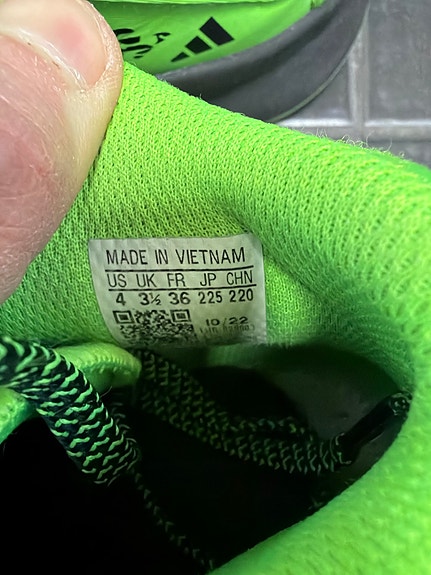 MADE IN VIETNAM
US UK FR JP CHN
4 3½ 36 225 220
10/22